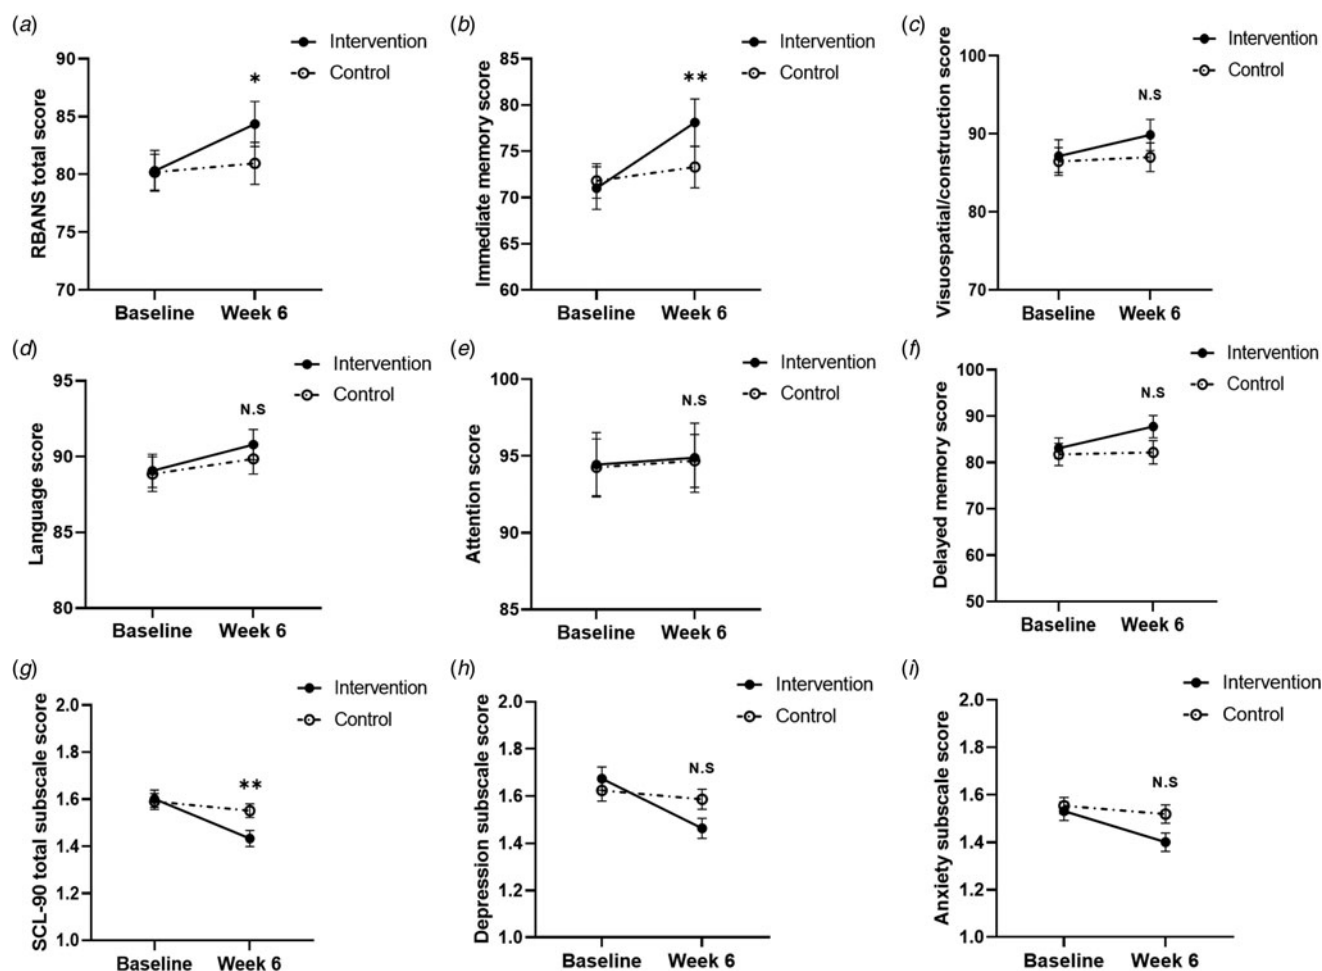 (a)
Intervention
Control
RBANS total score
90
85
80
75
70
*
Baseline Week 6
(b)
Intervention
Control
Immediate memory score
85
80
75
70
65
60
**
Baseline Week 6
(c)
Intervention
Control
Visuospatial/construction score
100
90
80
70
N.S
Baseline Week 6
(d)
Intervention
Control
Language score
95
90
85
80
N.S
Baseline Week 6
(e)
Intervention
Control
Attention score
100
95
90
85
N.S
Baseline Week 6
(f)
Intervention
Control
Delayed memory score
100
90
80
70
60
50
N.S
Baseline Week 6
(g)
Intervention
Control
SCL-90 total subscale score
2.0
1.8
1.6
1.4
1.2
1.0
**
Baseline Week 6
(h)
Intervention
Control
Depression subscale score
2.0
1.8
1.6
1.4
1.2
1.0
N.S
Baseline Week 6
(i)
Intervention
Control
Anxiety subscale score
2.0
1.8
1.6
1.4
1.2
1.0
N.S
Baseline Week 6